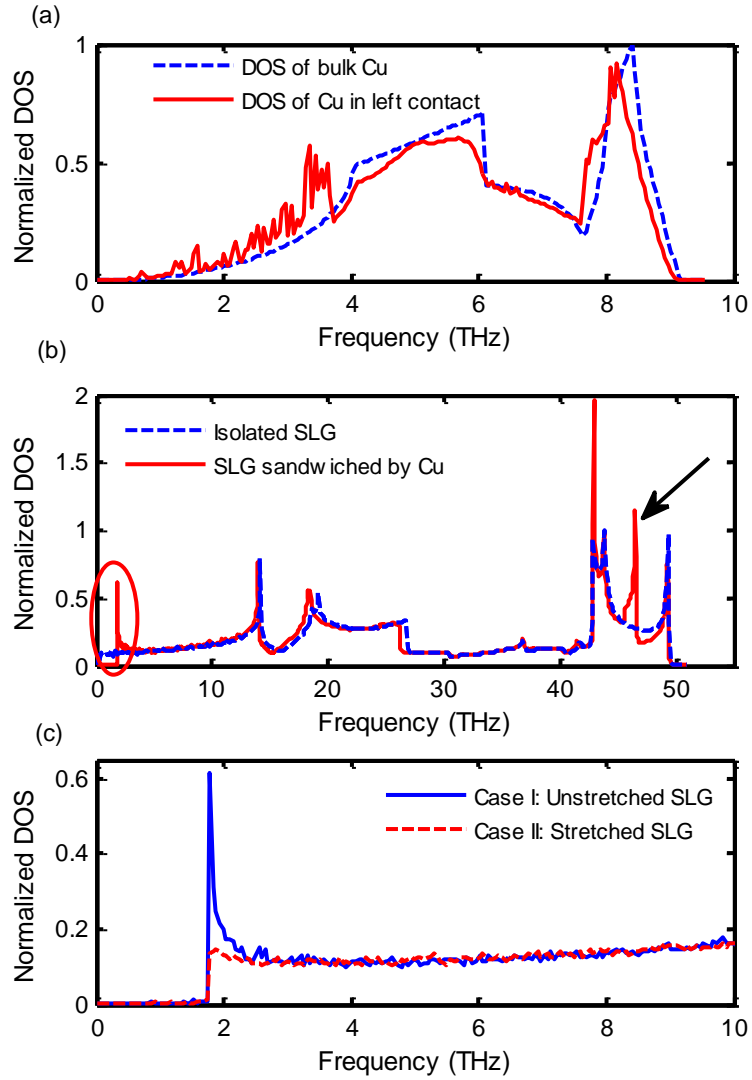 (a)
1
0.5
0
Normalized DOS
DOS of bulk Cu
DOS of Cu in left contact
0 2 4 6 8 10
Frequency (THz)
(b)
2
1.5
1
0.5
0
Normalized DOS
Isolated SLG
SLG sandwiched by Cu
0 10 20 30 40 50
Frequency (THz)
(c)
0.6
0.4
0.2
0
Normalized DOS
Case I: Unstretched SLG
Case II: Stretched SLG
0 2 4 6 8 10
Frequency (THz)